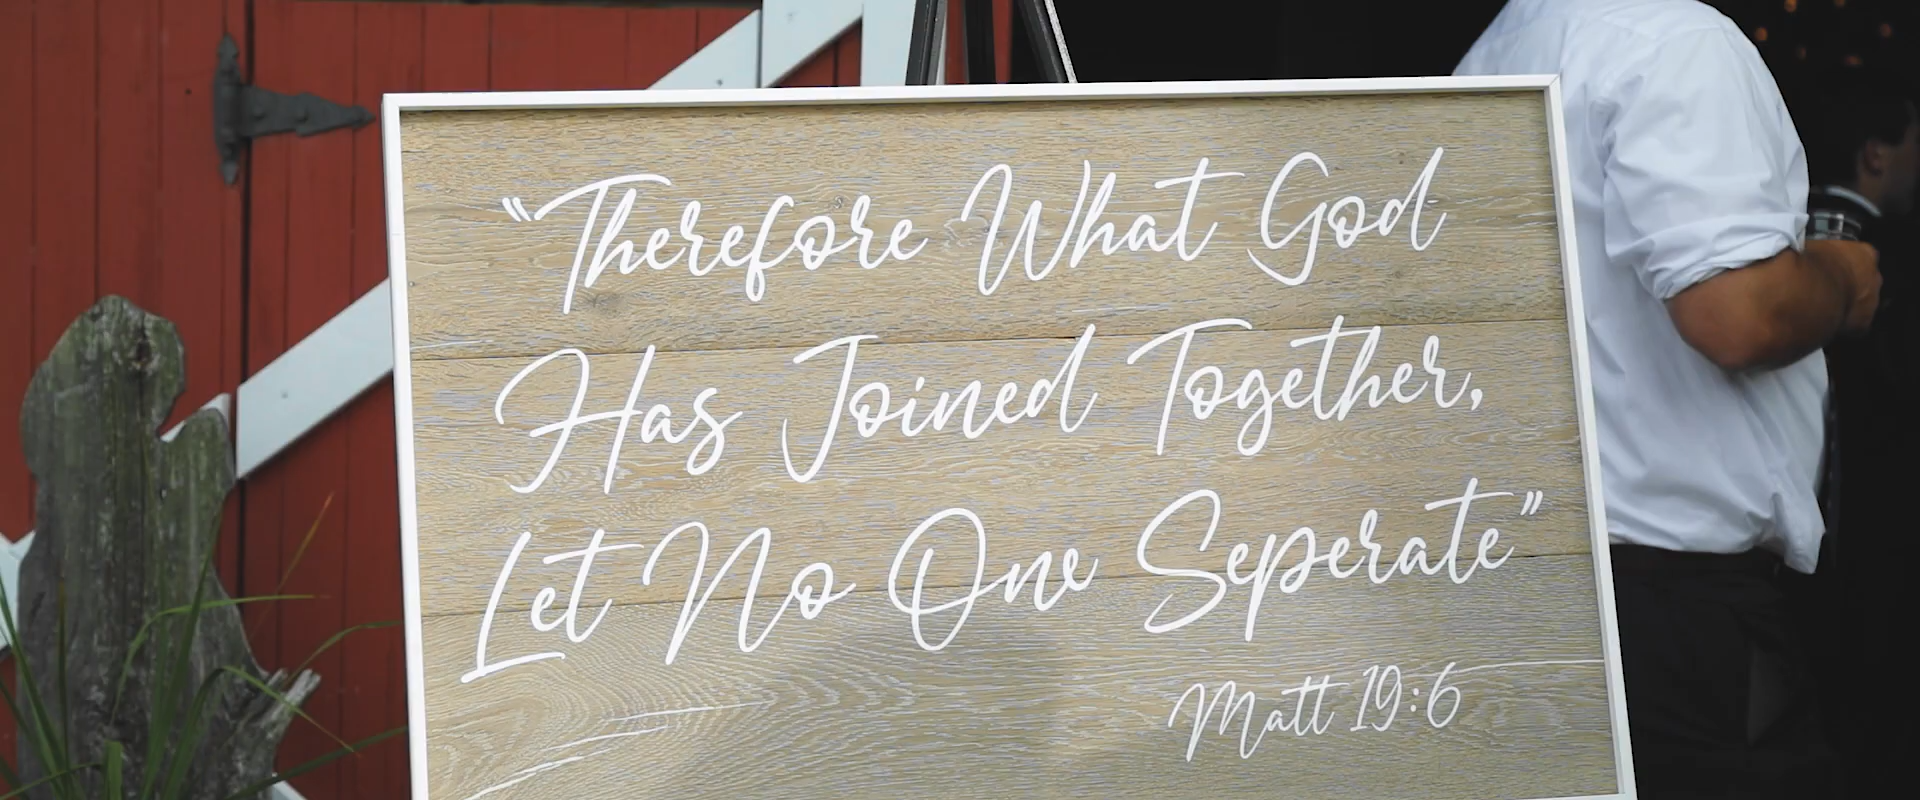 “Therefore What God
Has Joined Together,
Let No One Seperate”
Matt 19:6